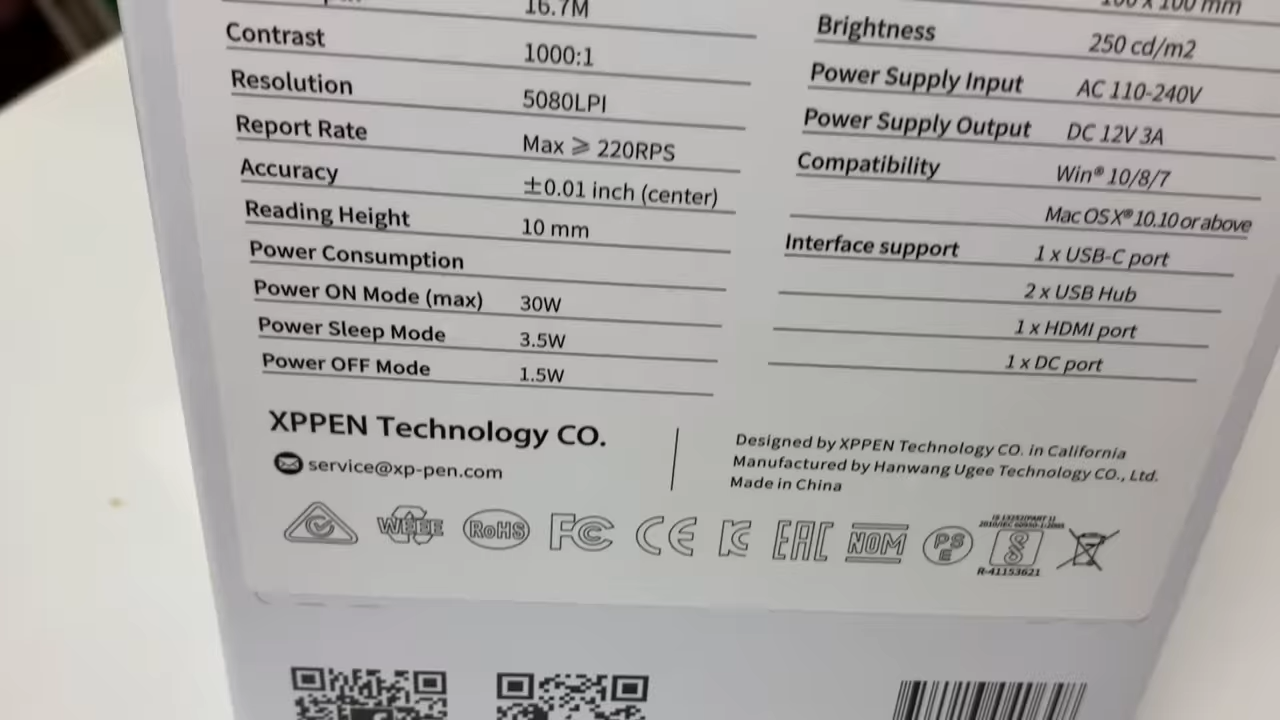 16.7M
Contrast 1000:1
Resolution 5080LPI
Report Rate Max ⩾ 220RPS
Accuracy ±0.01 inch (center)
Reading Height 10 mm
Power Consumption
Power ON Mode (max) 30W
Power Sleep Mode 3.5W
Power OFF Mode 1.5W
100 x 100 mm
Brightness 250 cd/m2
Power Supply Input AC 110-240V
Power Supply Output DC 12V 3A
Compatibility Win® 10/8/7
Mac OS X® 10.10 or above
Interface support 1 x USB-C port
2 x USB Hub
1 x HDMI port
1 x DC port
XPPEN Technology CO.
service@xp-pen.com
Designed by XPPEN Technology CO. in California
Manufactured by Hanwang Ugee Technology CO., Ltd.
Made in China
WEEE RoHS FC CE KC EAC NOM PSE
R-41153621